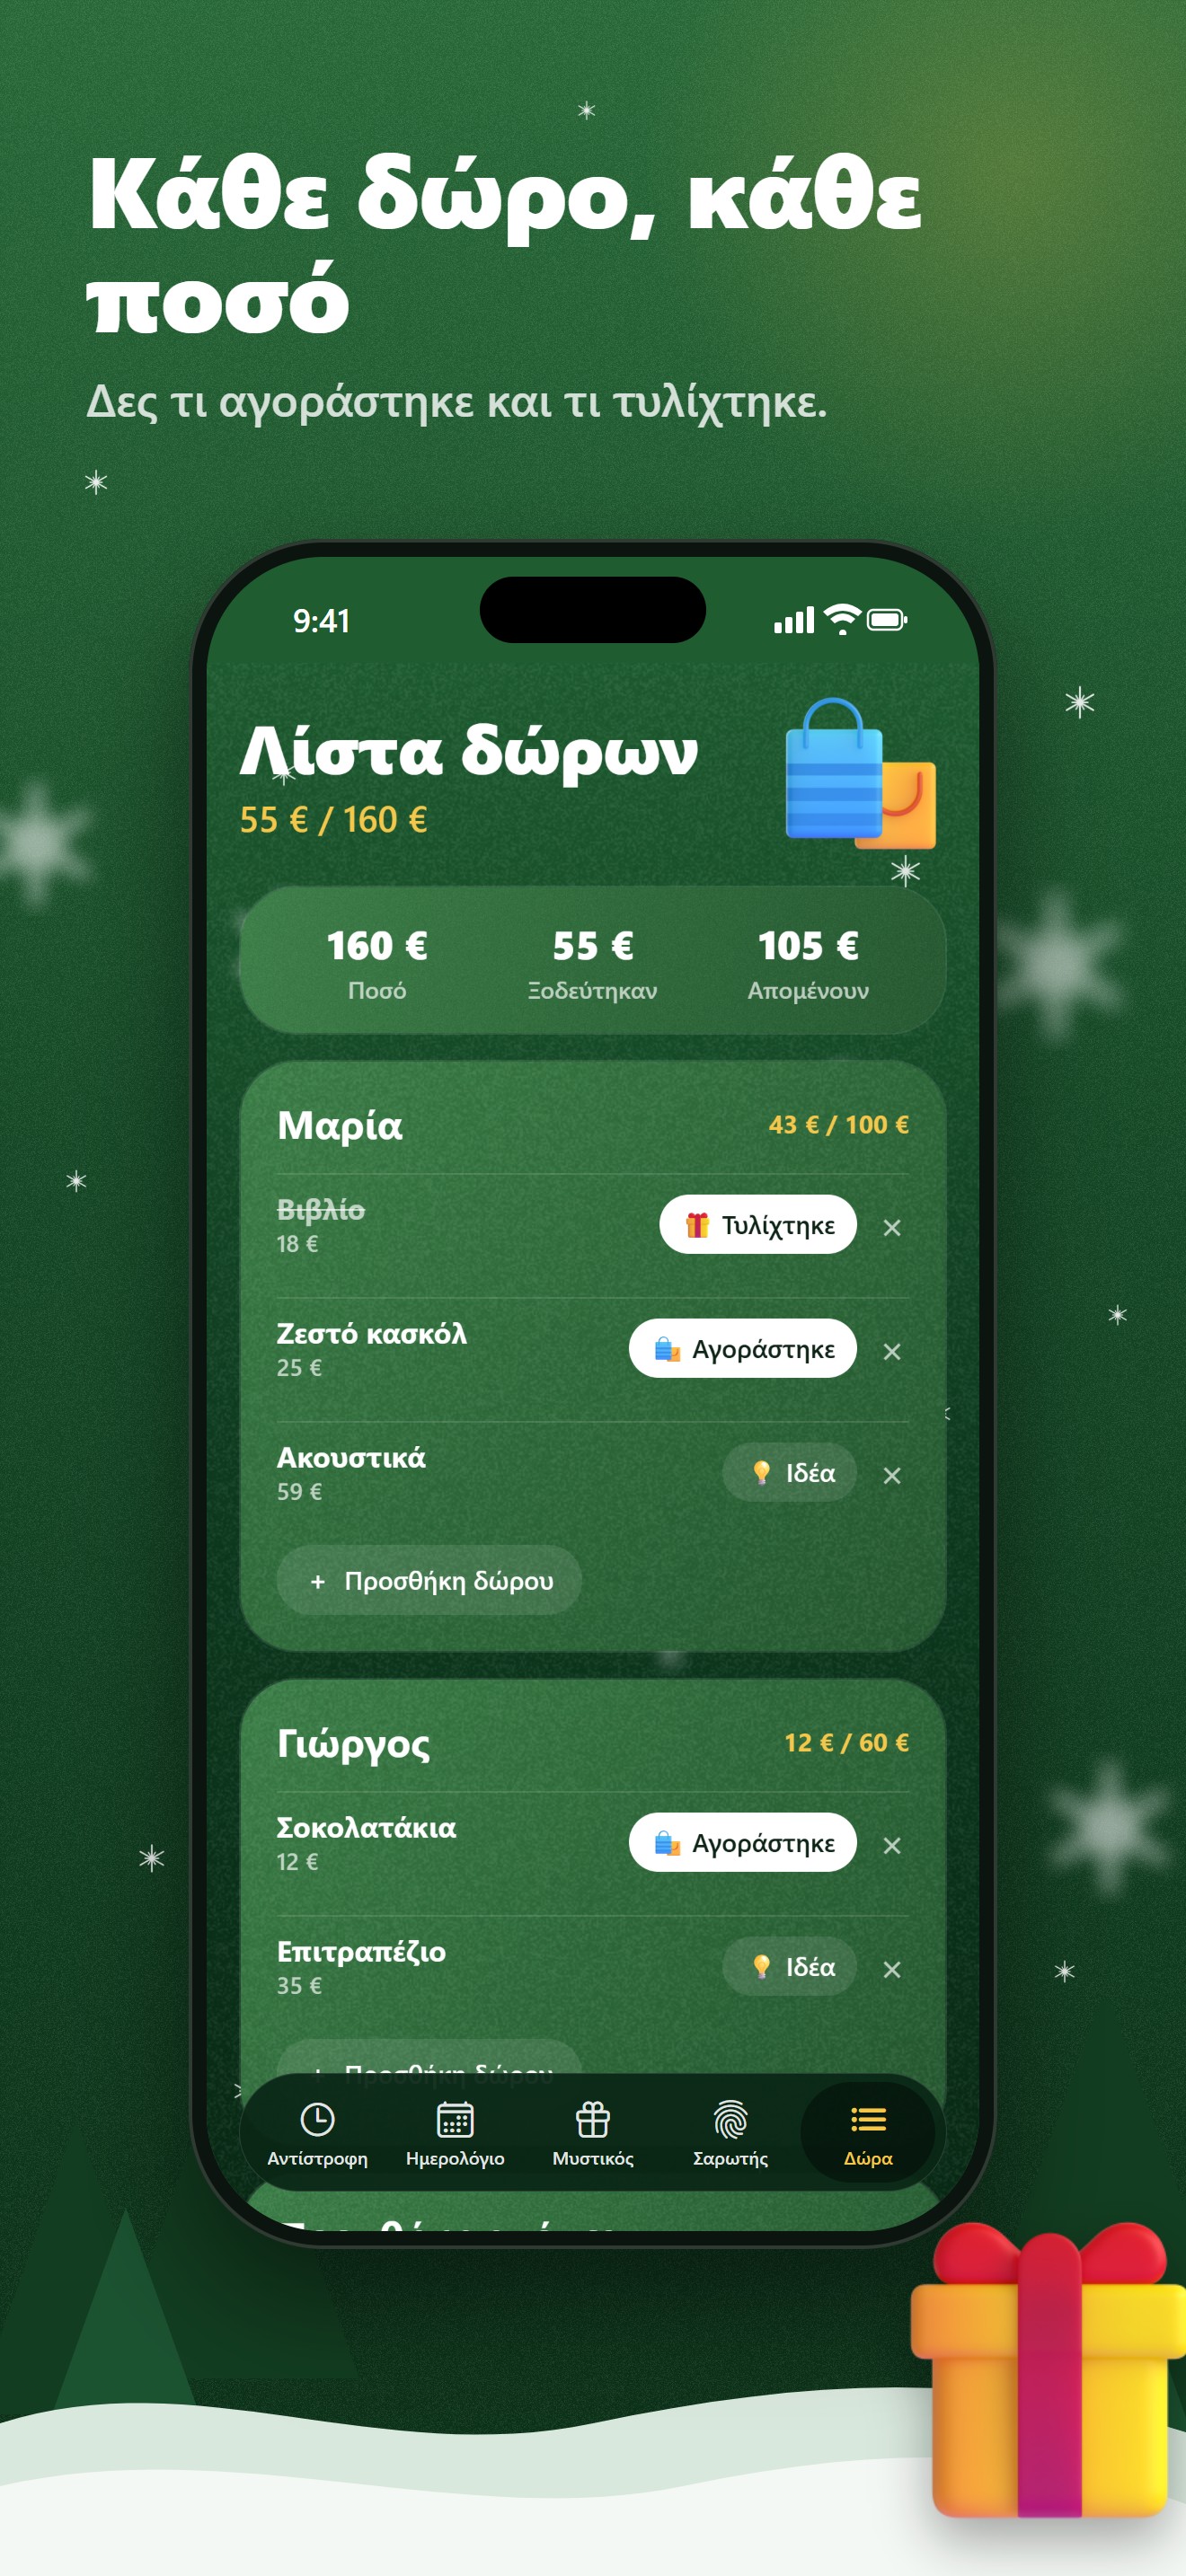 Κάθε δώρο, κάθε
ποσό
Δες τι αγοράστηκε και τι τυλίχτηκε.
9:41
Λίστα δώρων
55 € / 160 €
160 € 55 € 105 €
Ποσό Ξοδεύτηκαν Απομένουν
Μαρία 43 € / 100 €
Βιβλίο
18 €
Τυλίχτηκε
Ζεστό κασκόλ
25 €
Αγοράστηκε
Ακουστικά
59 €
Ιδέα
+ Προσθήκη δώρου
Γιώργος 12 € / 60 €
Σοκολατάκια
12 €
Αγοράστηκε
Επιτραπέζιο
35 €
Ιδέα
+ Προσθήκη δώρου
Αντίστροφη Ημερολόγιο Μυστικός Σαρωτής Δώρα